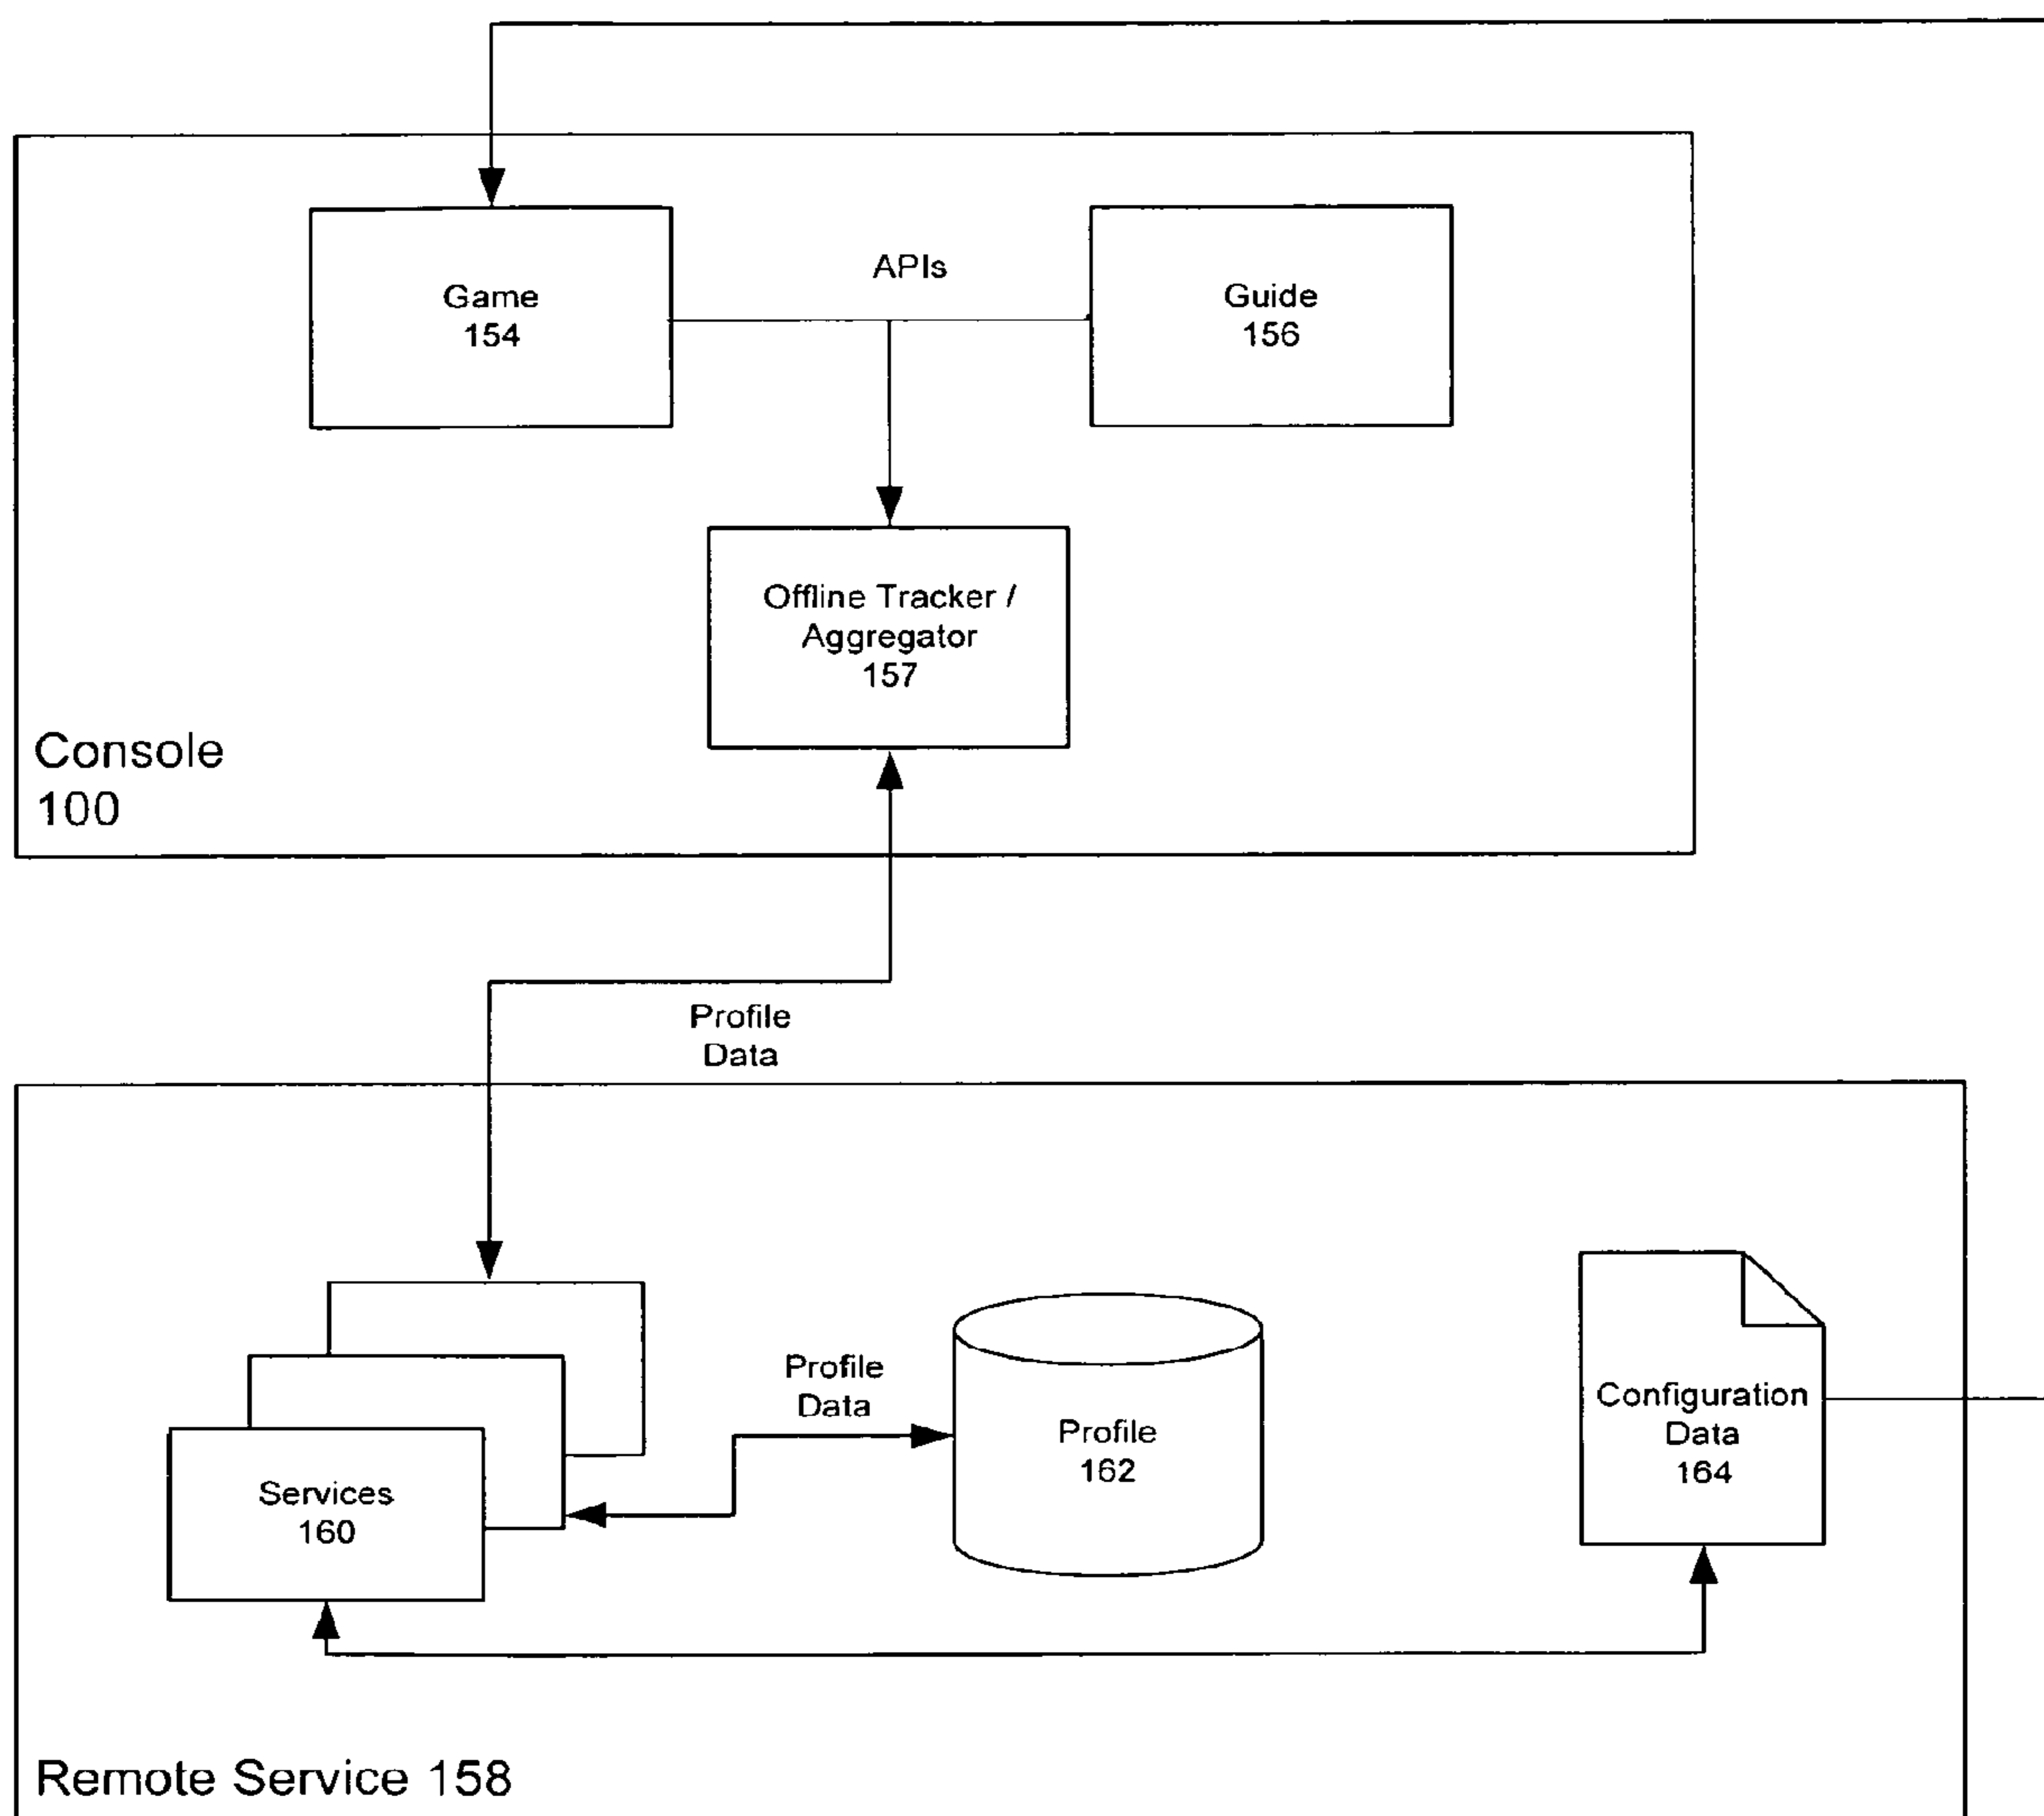 APIs
Game
154
Guide
156
Offline Tracker /
Aggregator
157
Console
100
Profile
Data
Profile
Data
Services
160
Profile
162
Configuration
Data
164
Remote Service 158